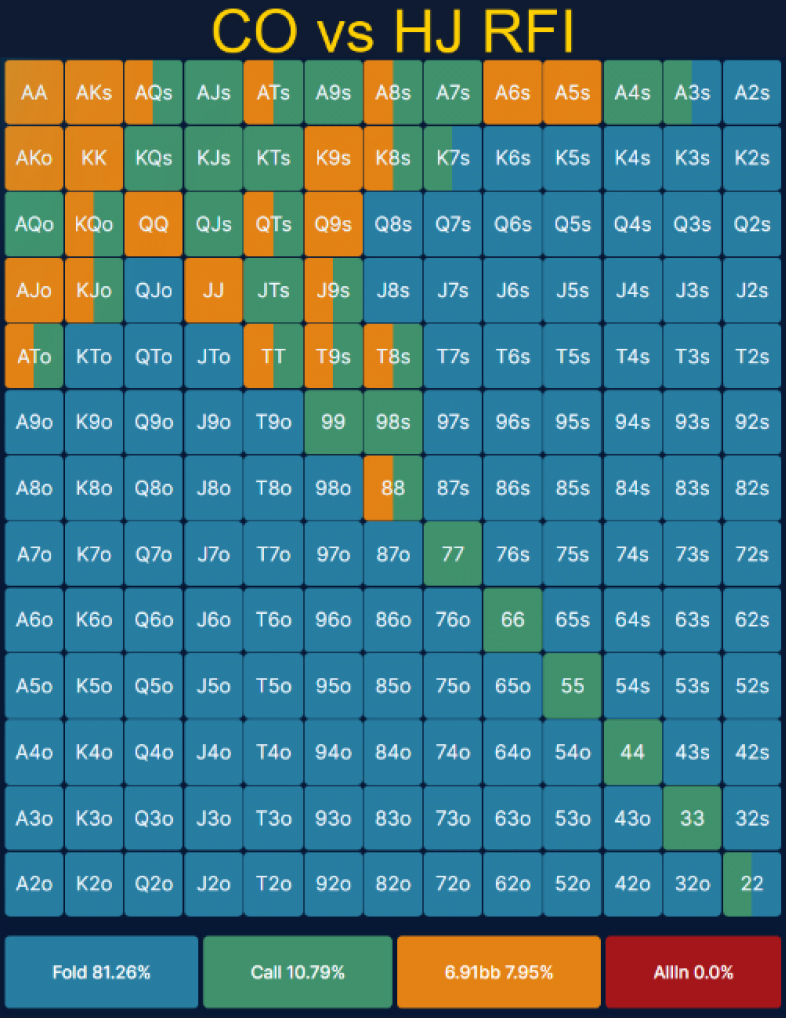 CO vs HJ RFI
AA AKs AQs AJs ATs A9s A8s A7s A6s A5s A4s A3s A2s
AKo KK KQs KJs KTs K9s K8s K7s K6s K5s K4s K3s K2s
AQo KQo QQ QJs QTs Q9s Q8s Q7s Q6s Q5s Q4s Q3s Q2s
AJo KJo QJo JJ JTs J9s J8s J7s J6s J5s J4s J3s J2s
ATo KTo QTo JTo TT T9s T8s T7s T6s T5s T4s T3s T2s
A9o K9o Q9o J9o T9o 99 98s 97s 96s 95s 94s 93s 92s
A8o K8o Q8o J8o T8o 98o 88 87s 86s 85s 84s 83s 82s
A7o K7o Q7o J7o T7o 97o 87o 77 76s 75s 74s 73s 72s
A6o K6o Q6o J6o T6o 96o 86o 76o 66 65s 64s 63s 62s
A5o K5o Q5o J5o T5o 95o 85o 75o 65o 55 54s 53s 52s
A4o K4o Q4o J4o T4o 94o 84o 74o 64o 54o 44 43s 42s
A3o K3o Q3o J3o T3o 93o 83o 73o 63o 53o 43o 33 32s
A2o K2o Q2o J2o T2o 92o 82o 72o 62o 52o 42o 32o 22
Fold 81.26% Call 10.79% 6.91bb 7.95% AllIn 0.0%